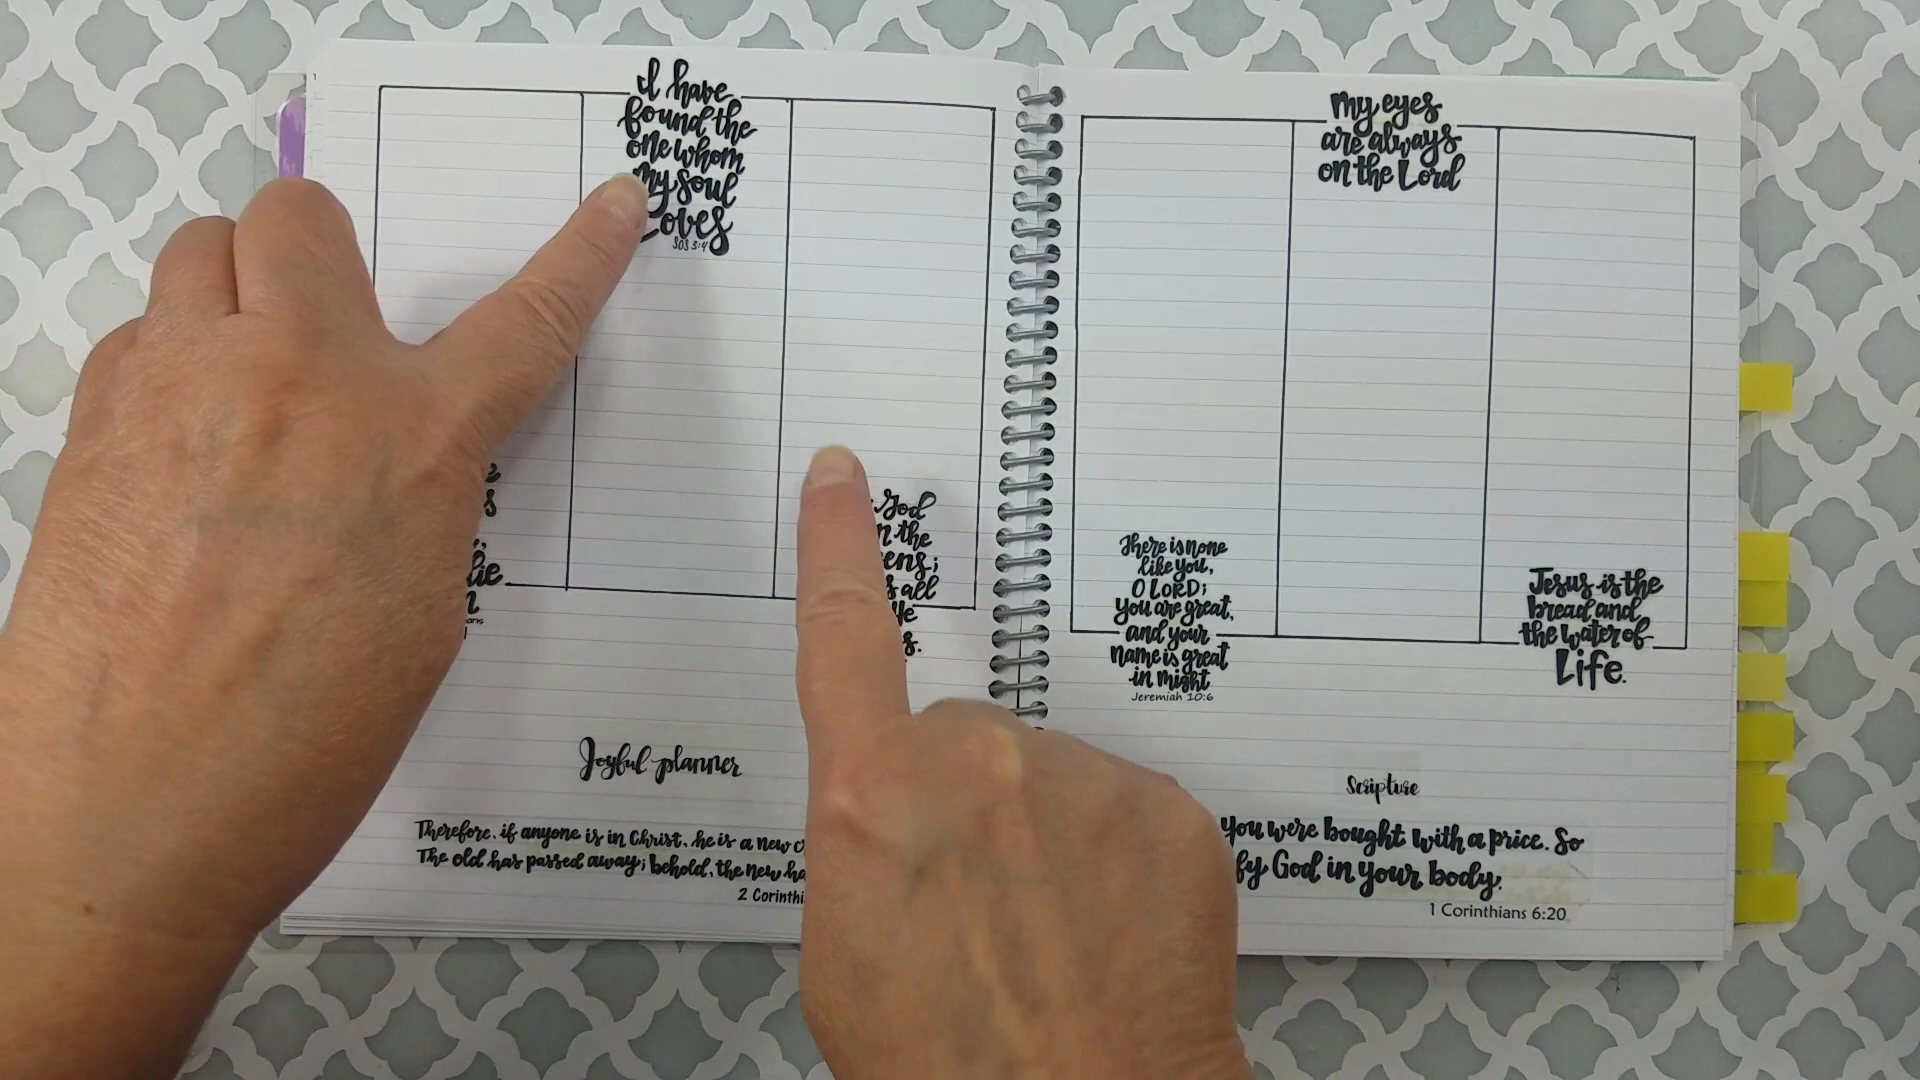 I have
found the
one whom
my soul
Loves
SOS 3:4
God
the
all
Joyful planner
Therefore, if anyone is in Christ, he is a new
The old has passed away; behold, the new
2
My eyes
are always
on the Lord
There is none
like you,
O LORD;
You are great,
and your
name is great
in might
Jeremiah 10:6
Jesus is the
bread and
the water of
Life.
Scripture
You were bought with a price. So
God in your body.
1 Corinthians 6:20